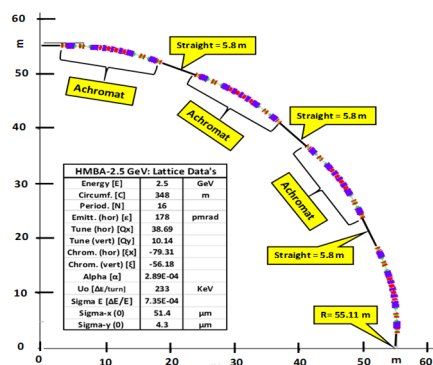 60
m
50
40
30
20
10
0
Straight = 5.8 m
Achromat
Achromat
Straight = 5.8 m
Achromat
Straight = 5.8 m
R= 55.11 m
HMBA-2.5 GeV: Lattice Data's
Energy [E] 2.5 GeV
Circumf. [C] 348 m
Period. [N] 16
Emitt. (hor) [ε] 178 pmrad
Tune (hor) [Qx] 38.69
Tune (vert) [Qy] 10.14
Chrom. (hor) [ξx] -79.31
Chrom. (vert) [ξ] -56.18
Alpha [α] 2.89E-04
Uo [ΔE/turn] 233 KeV
Sigma E [ΔE/E] 7.35E-04
Sigma-x (0) 51.4 μm
Sigma-y (0) 4.3 μm
0 10 20 30 40 50 m 60